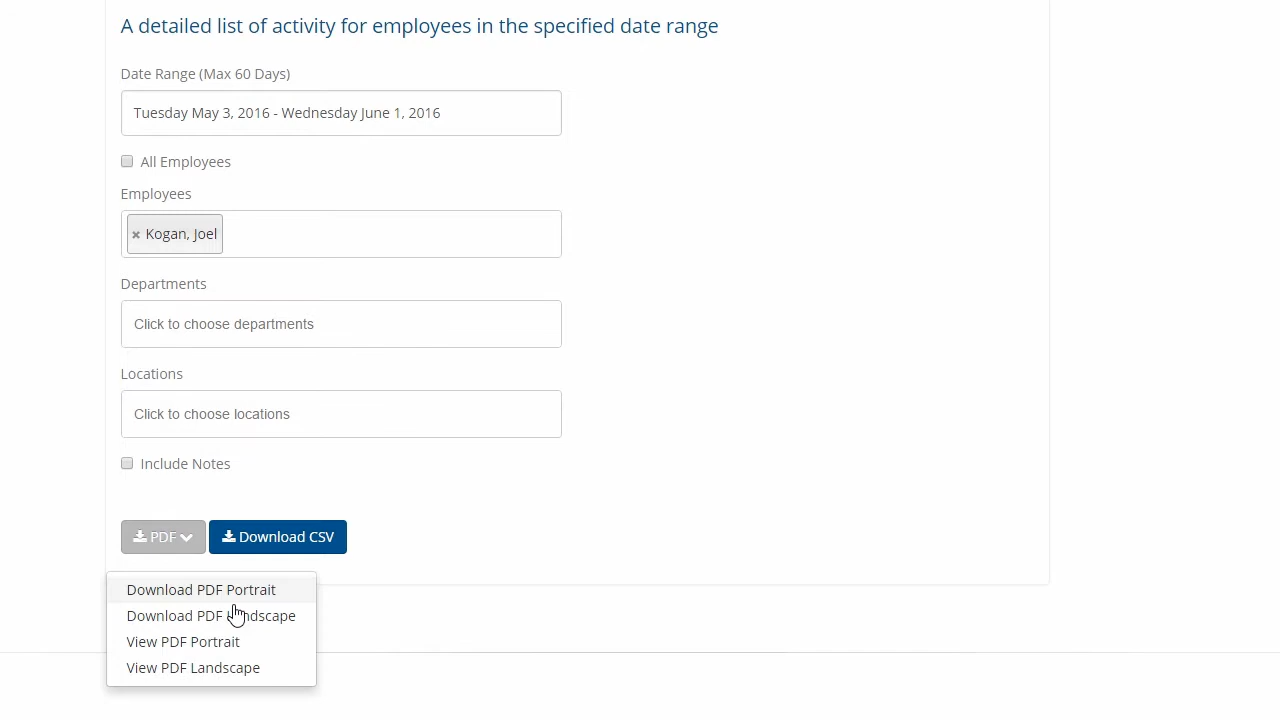 A detailed list of activity for employees in the specified date range
Date Range (Max 60 Days)
Tuesday May 3, 2016 - Wednesday June 1, 2016
All Employees
Employees
× Kogan, Joel
Departments
Click to choose departments
Locations
Click to choose locations
Include Notes
PDF
Download CSV
Download PDF Portrait
Download PDF Landscape
View PDF Portrait
View PDF Landscape